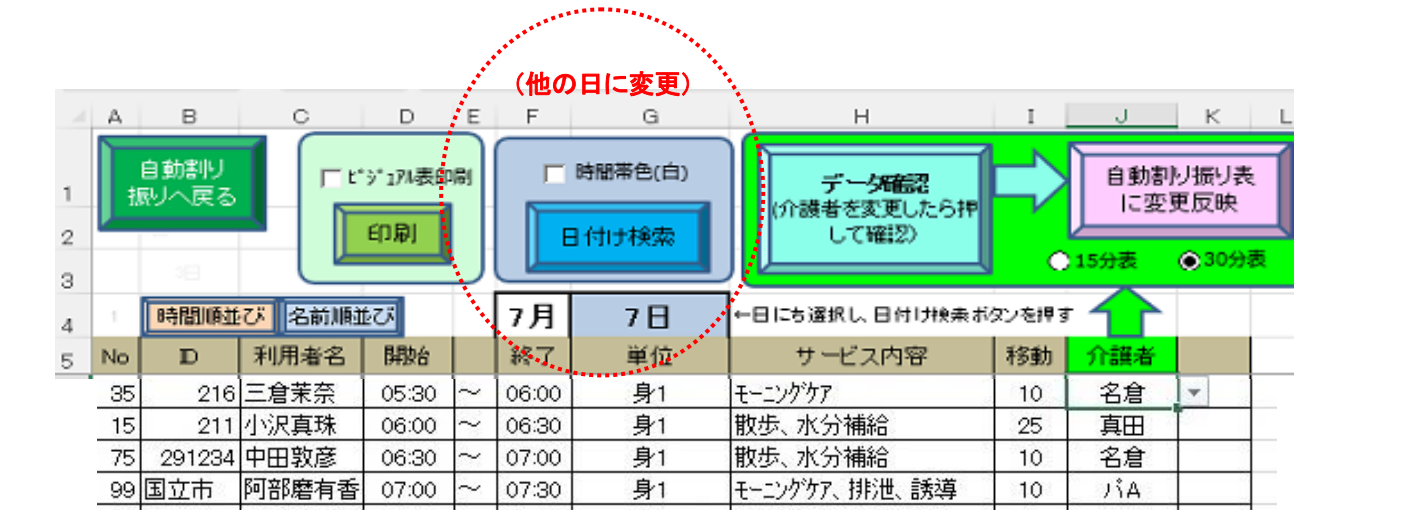 (他の日に変更)
A B C D E F G H I J K L
1 自動割り
振りへ戻る
ﾋﾞｼﾞｭｱﾙ表印刷
時間帯色(白)
データ確認
(介護者を変更したら押
して確認)
自動割り振り表
に変更反映
2 印刷 日付け検索
3 3日 15分表 30分表
4 1 時間順並び 名前順並び 7月 7日 ←日にち選択し、日付け検索ボタンを押す
5 No ID 利用者名 開始 終了 単位 サービス内容 移動 介護者
35 216 三倉茉奈 05:30 ～ 06:00 身1 ﾓｰﾆﾝｸﾞｹｱ 10 名倉
15 211 小沢真珠 06:00 ～ 06:30 身1 散歩、水分補給 25 真田
75 291234 中田敦彦 06:30 ～ 07:00 身1 散歩、水分補給 10 名倉
99 国立市 阿部磨有香 07:00 ～ 07:30 身1 ﾓｰﾆﾝｸﾞｹｱ、排泄、誘導 10 パA